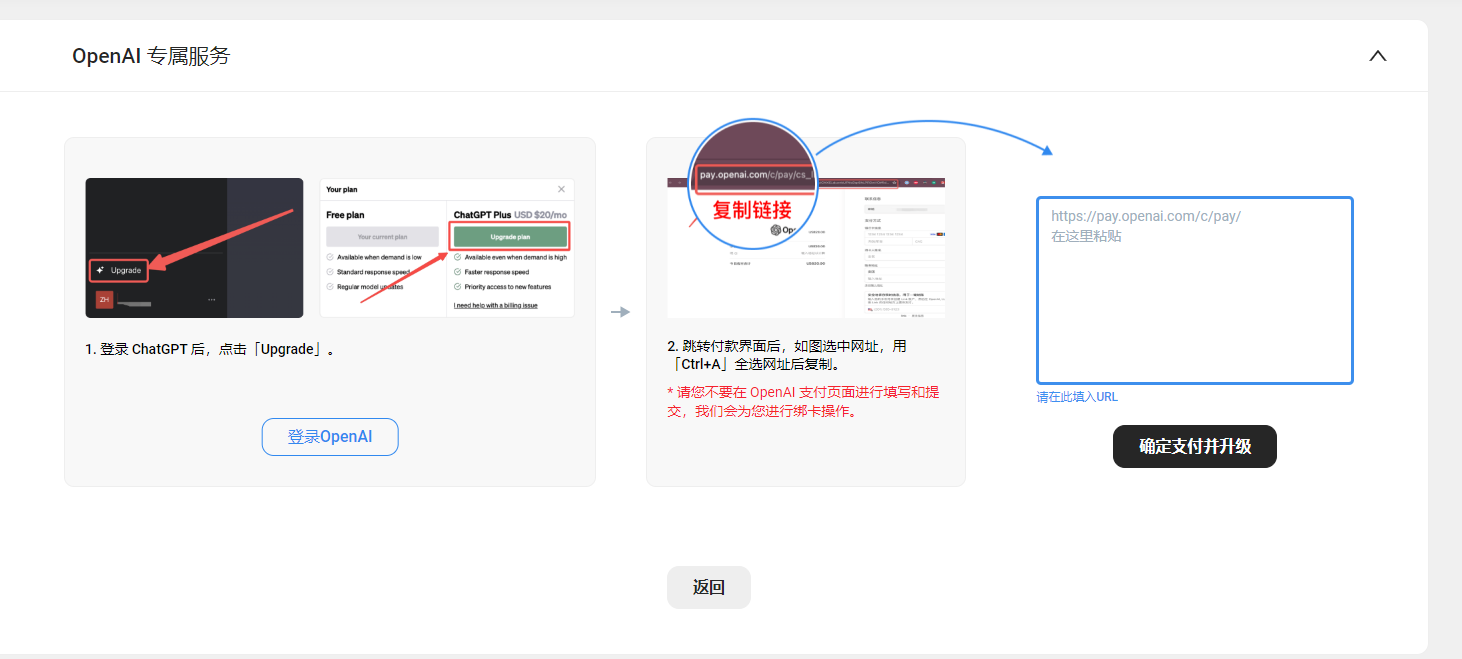 OpenAI 专属服务
Upgrade
ZH
Your plan
Free plan
ChatGPT Plus USD $20/mo
Your current plan
Upgrade plan
Available when demand is low
Available even when demand is high
Standard response speed
Faster response speed
Regular model updates
Priority access to new features
I need help with a billing issue
1. 登录 ChatGPT 后，点击「Upgrade」。
登录OpenAI
pay.openai.com/c/pay/cs_
复制链接
2. 跳转付款界面后，如图选中网址，用
「Ctrl+A」全选网址后复制。
* 请您不要在 OpenAI 支付页面进行填写和提
交，我们会为您进行绑卡操作。
https://pay.openai.com/c/pay/
在这里粘贴
请在此填入URL
确定支付并升级
返回